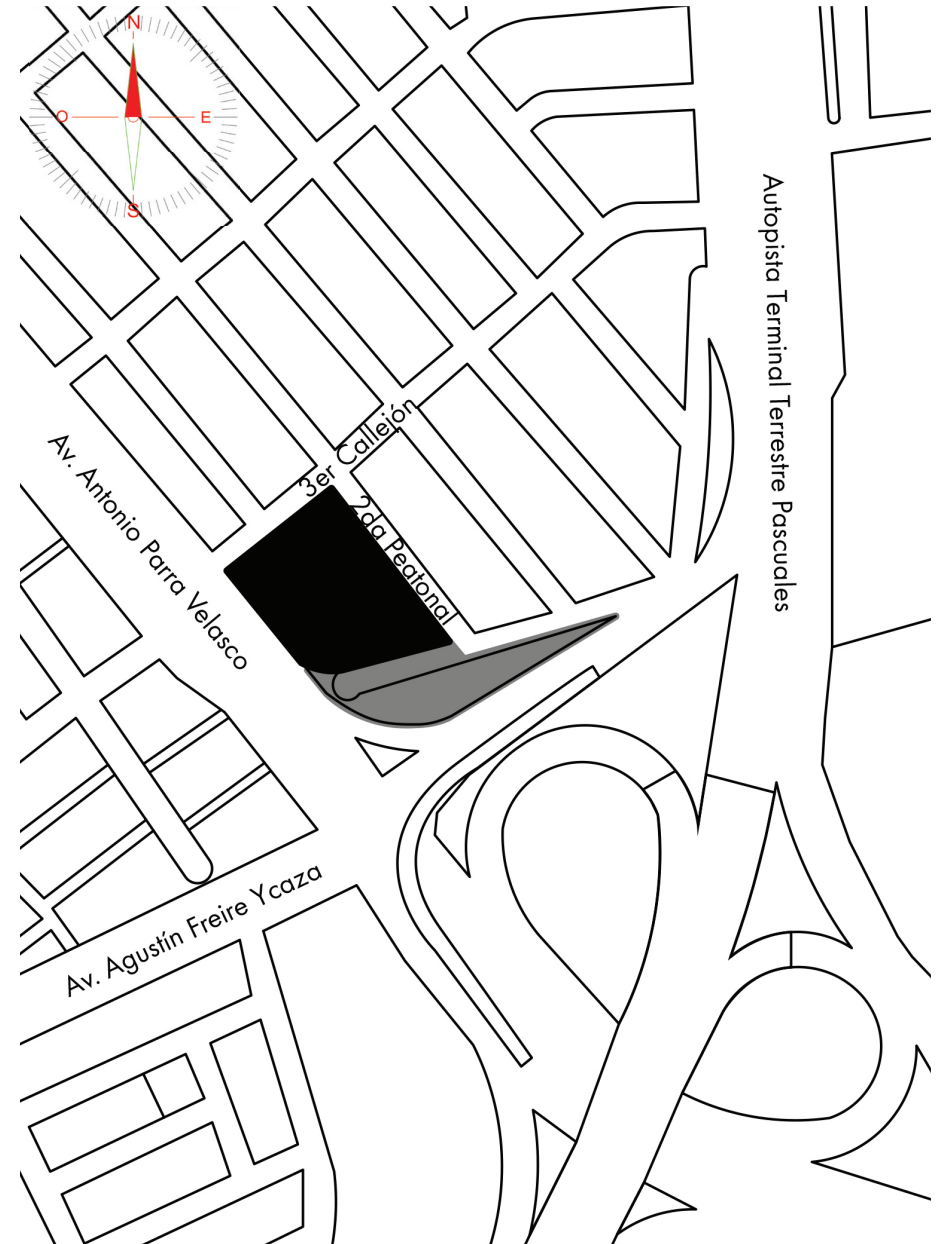 N
O
E
S
Autopista Terminal Terrestre Pascuales
3er Callejón
2da Peatonal
Av. Antonio Parra Velasco
Av. Agustín Freire Ycaza